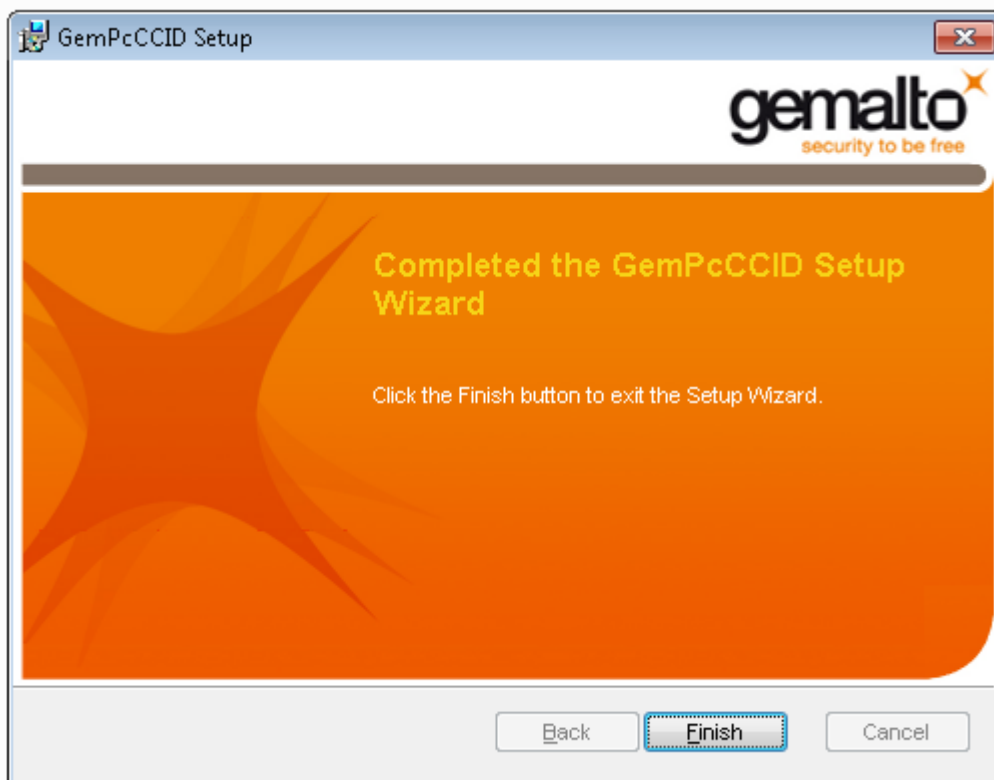 GemPcCCID Setup
gemalto
security to be free
Completed the GemPcCCID Setup
Wizard
Click the Finish button to exit the Setup Wizard.
Back
Finish
Cancel